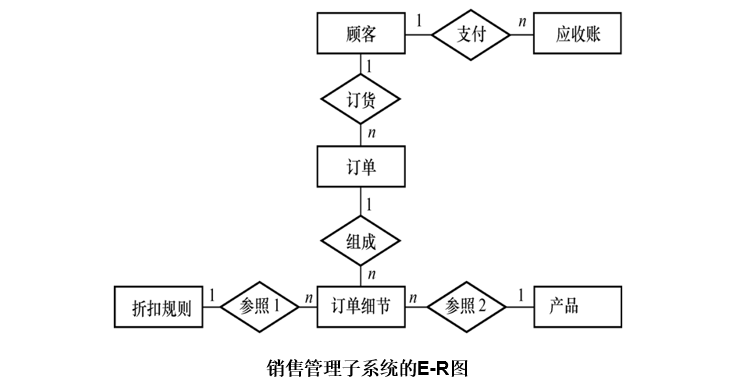 顾客 1 支付 n 应收账
1
订货
n
订单
1
组成
n
折扣规则 1 参照1 n 订单细节 n 参照2 1 产品
销售管理子系统的E-R图